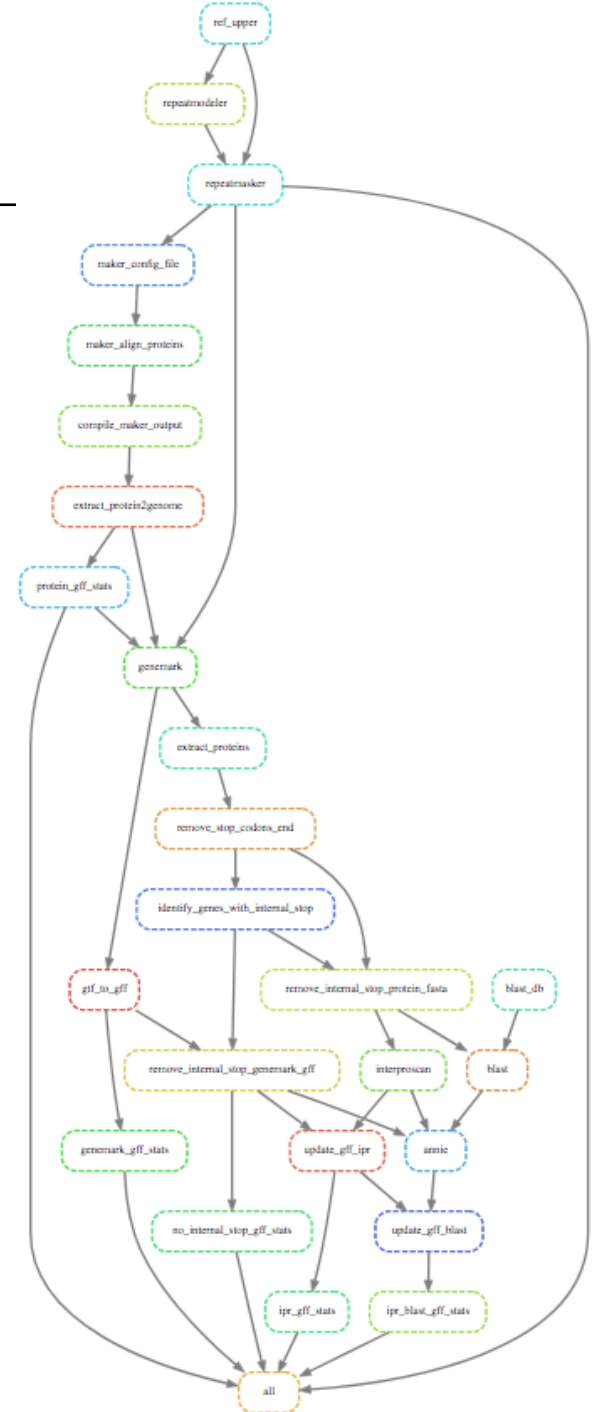 ref_upper
repeatmodeler
repeatmasker
maker_config_file
maker_align_proteins
compile_maker_output
extract_protein2genome
protein_gff_stats
genemark
extract_proteins
remove_stop_codons_end
identify_genes_with_internal_stop
gtf_to_gff
remove_internal_stop_protein_fasta
blast_db
remove_internal_stop_genemark_gff
interproscan
blast
genemark_gff_stats
update_gff_ipr
annie
no_internal_stop_gff_stats
update_gff_blast
ipr_gff_stats
ipr_blast_gff_stats
all